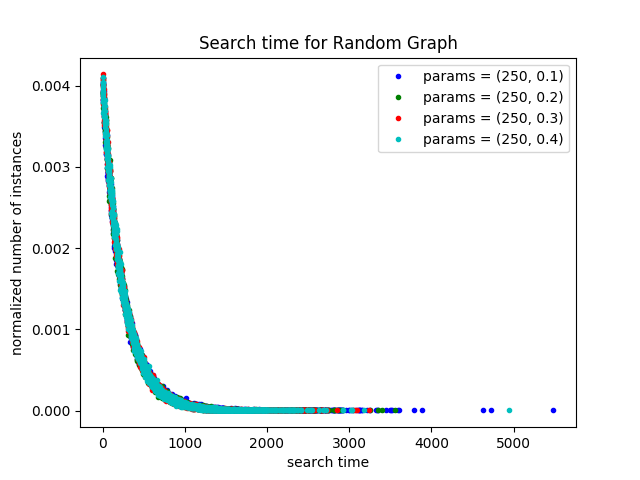 Search time for Random Graph
params = (250, 0.1)
params = (250, 0.2)
params = (250, 0.3)
params = (250, 0.4)
normalized number of instances
0.004
0.003
0.002
0.001
0.000
0 1000 2000 3000 4000 5000
search time